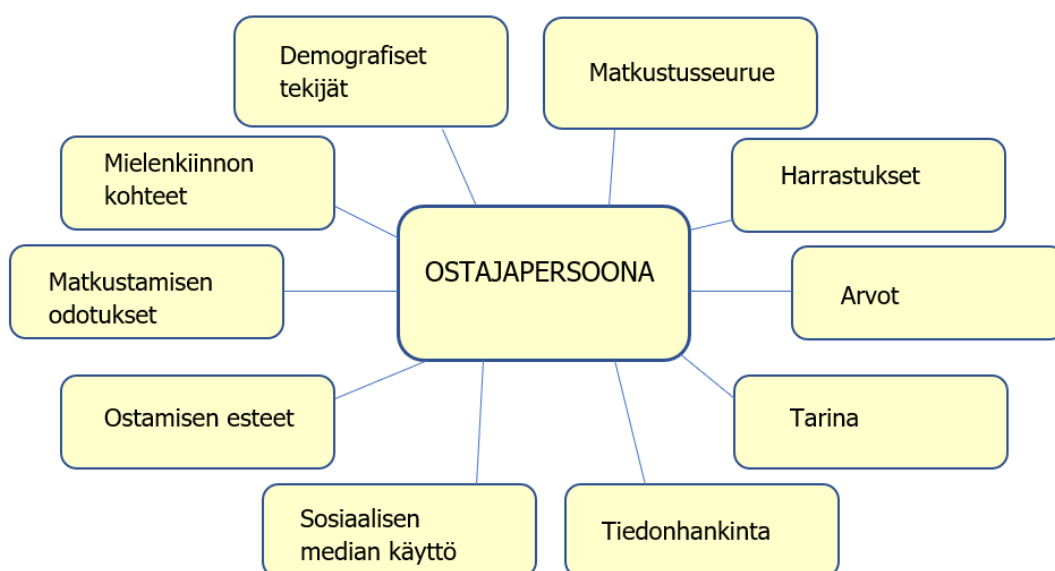 Demografiset
tekijät
Matkustusseurue
Mielenkiinnon
kohteet
Harrastukset
OSTAJAPERSOONA
Matkustamisen
odotukset
Arvot
Ostamisen esteet
Tarina
Sosiaalisen
median käyttö
Tiedonhankinta